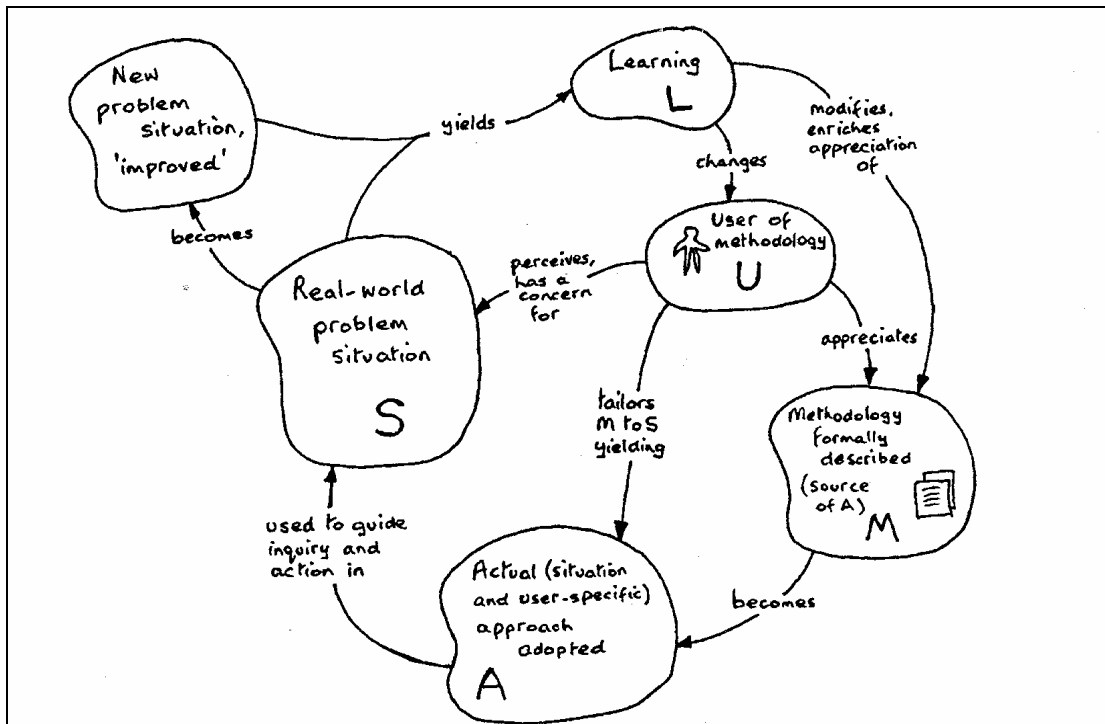 New
problem
situation,
'improved'
yields
Learning
L
modifies,
enriches
appreciation
of
changes
becomes
User of
methodology
U
perceives,
has a
concern
for
Real-world
problem
situation
S
appreciates
tailors
M to S
yielding
Methodology
formally
described
(source
of A)
M
used to guide
inquiry and
action in
Actual (situation
and user-specific)
approach
adopted
A
becomes